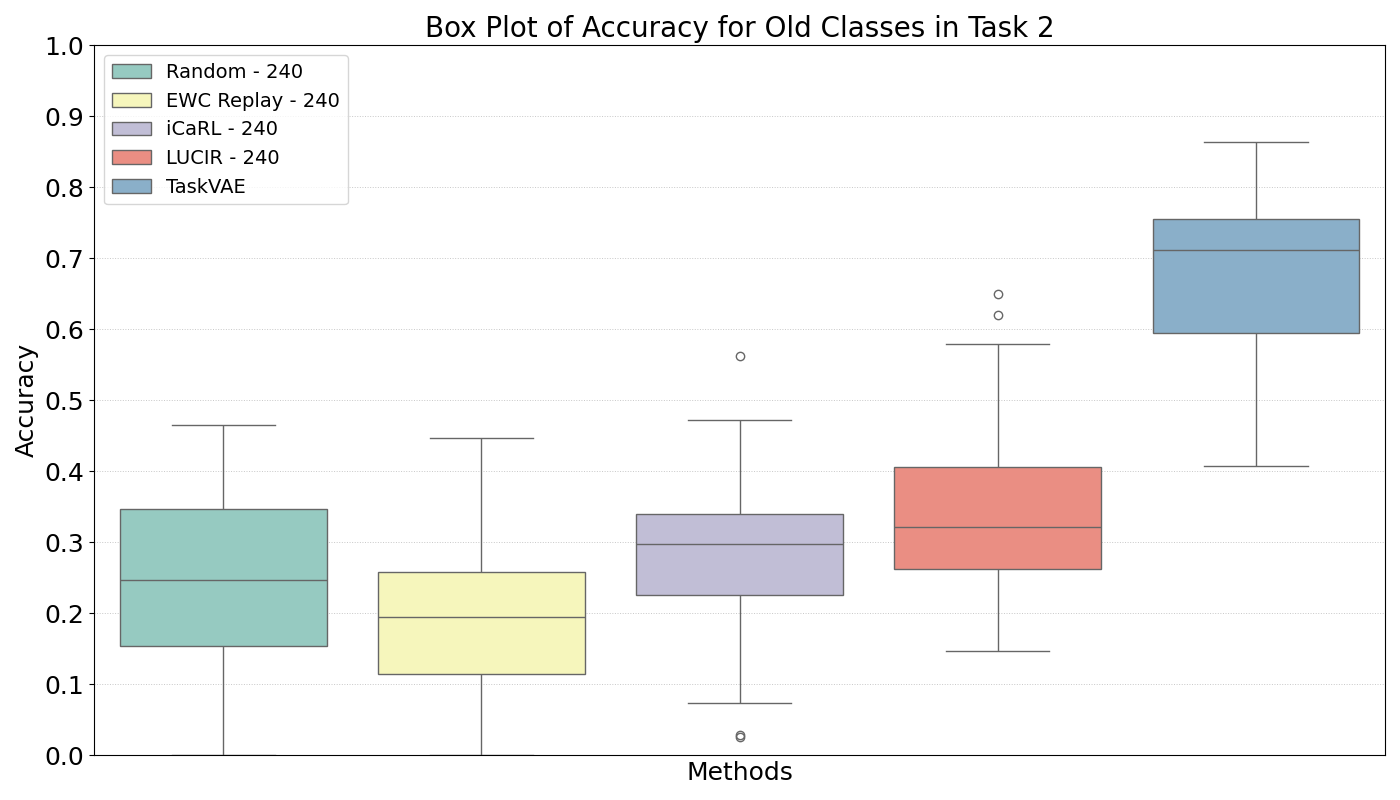 Box Plot of Accuracy for Old Classes in Task 2
1.0
0.9
0.8
0.7
0.6
0.5
0.4
0.3
0.2
0.1
0.0
Accuracy
Random - 240
EWC Replay - 240
iCaRL - 240
LUCIR - 240
TaskVAE
Methods